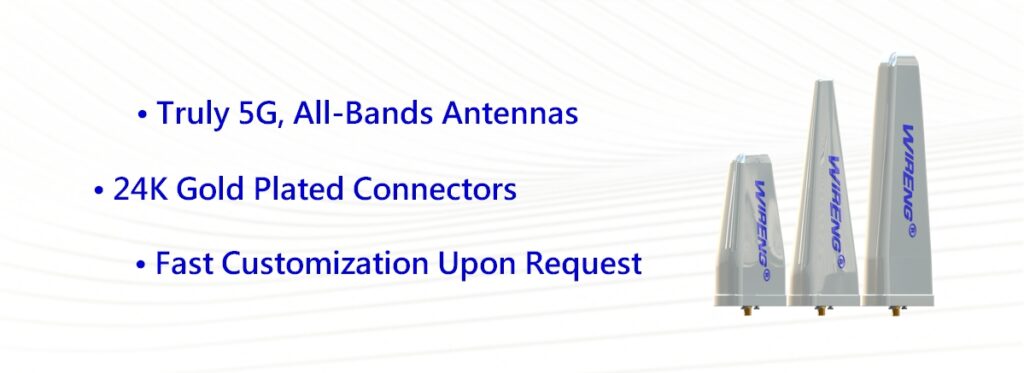 • Truly 5G, All-Bands Antennas
• 24K Gold Plated Connectors
• Fast Customization Upon Request
WIRENG®
WIRENG®
WIRENG®